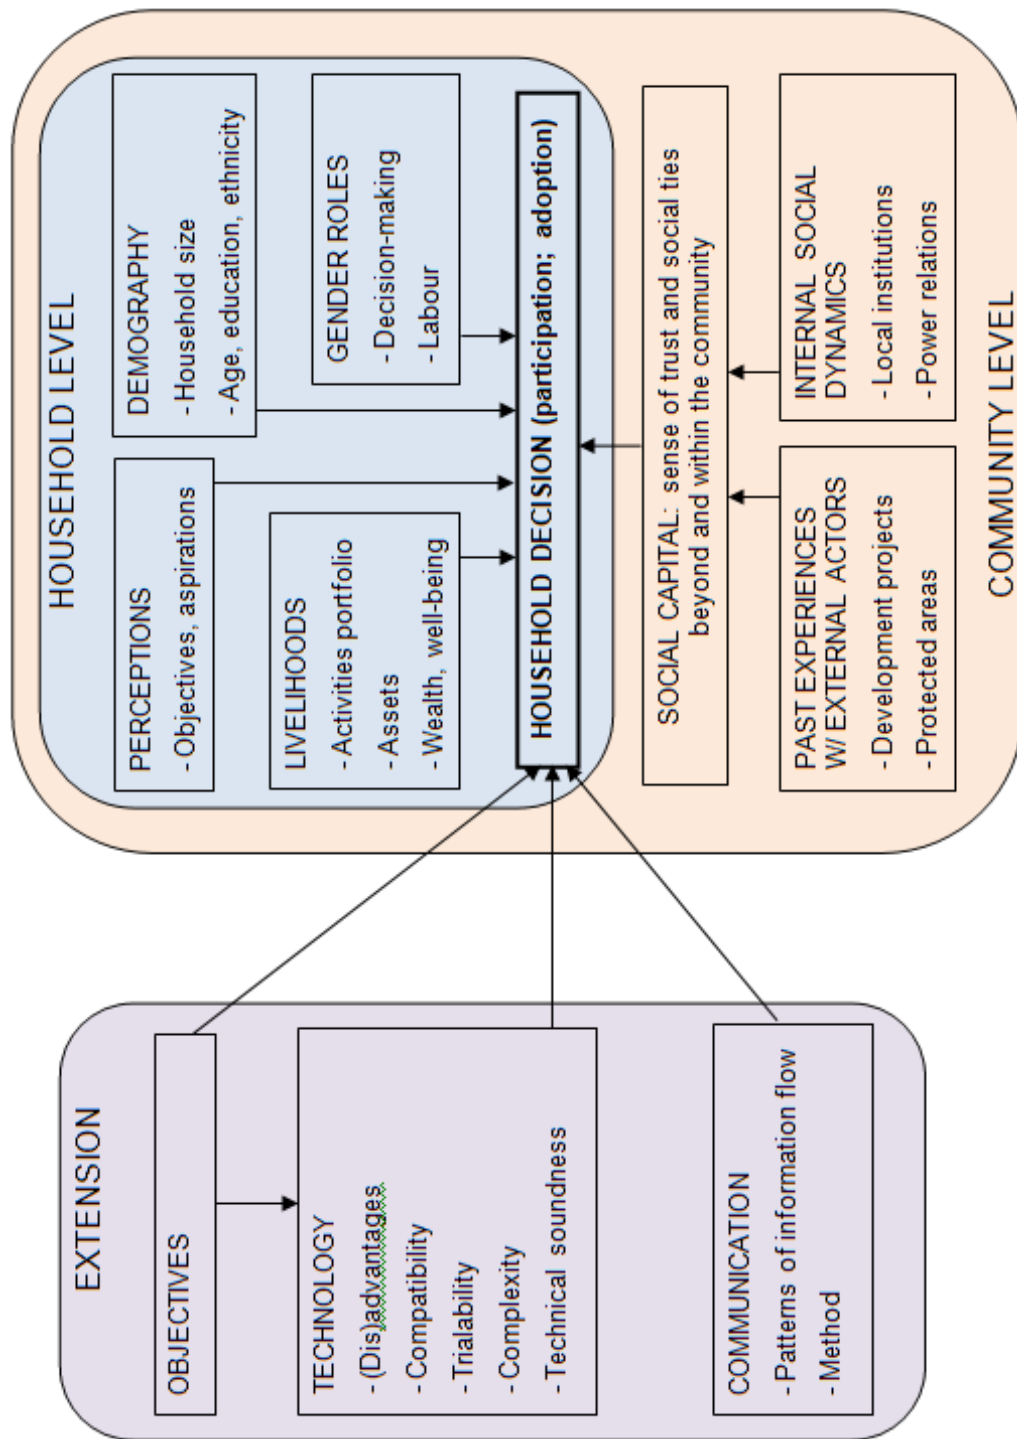 EXTENSION
OBJECTIVES
TECHNOLOGY
- (Dis)advantages
- Compatibility
- Trialability
- Complexity
- Technical soundness
COMMUNICATION
- Patterns of information flow
- Method
HOUSEHOLD LEVEL
PERCEPTIONS
- Objectives, aspirations
DEMOGRAPHY
- Household size
- Age, education, ethnicity
LIVELIHOODS
- Activities portfolio
- Assets
- Wealth, well-being
GENDER ROLES
- Decision-making
- Labour
HOUSEHOLD DECISION (participation; adoption)
SOCIAL CAPITAL: sense of trust and social ties
beyond and within the community
PAST EXPERIENCES
W/ EXTERNAL ACTORS
- Development projects
- Protected areas
INTERNAL SOCIAL
DYNAMICS
- Local institutions
- Power relations
COMMUNITY LEVEL